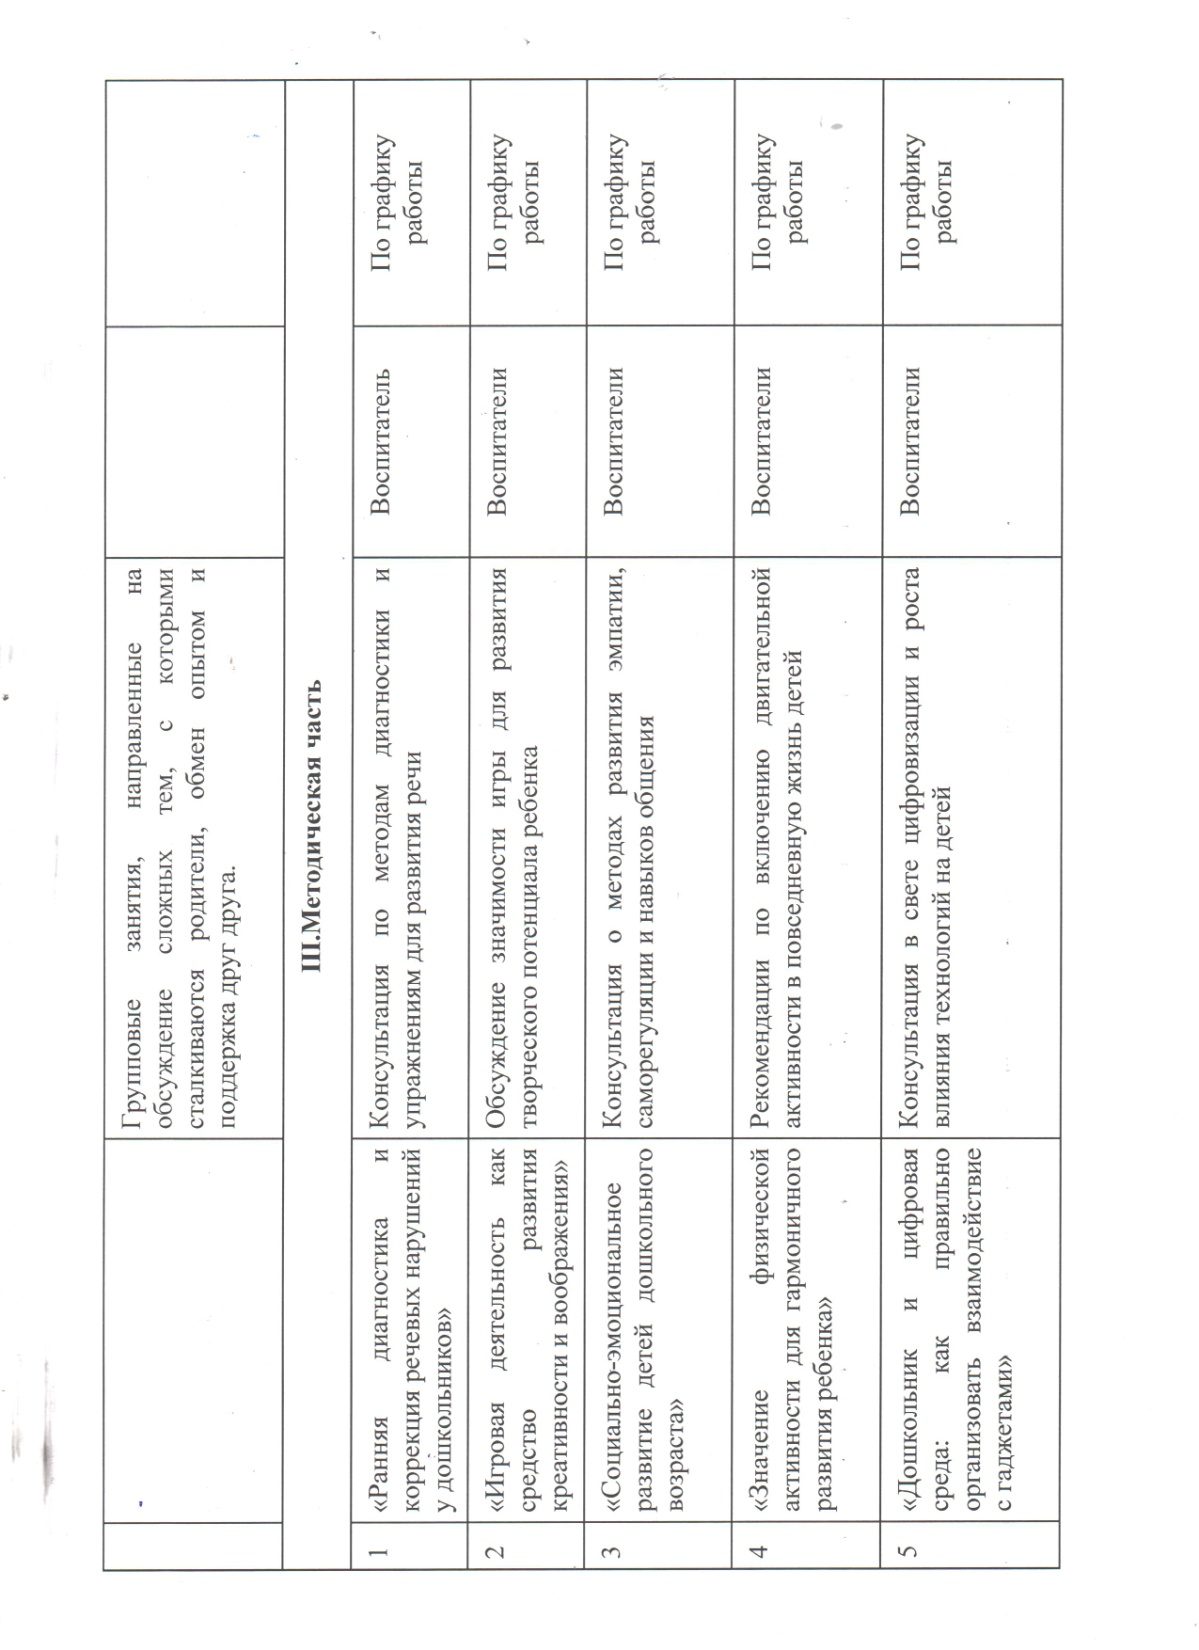 Групповые занятия, направленные на
обсуждение сложных тем, с которыми
сталкиваются родители, обмен опытом и
поддержка друг друга.
III.Методическая часть
1
«Ранняя диагностика и
коррекция речевых нарушений
у дошкольников»
Консультация по методам диагностики и
упражнениям для развития речи
Воспитатель
По графику
работы
2
«Игровая деятельность как
средство развития
креативности и воображения»
Обсуждение значимости игры для развития
творческого потенциала ребенка
Воспитатели
По графику
работы
3
«Социально-эмоциональное
развитие детей дошкольного
возраста»
Консультация о методах развития эмпатии,
саморегуляции и навыков общения
Воспитатели
По графику
работы
4
«Значение физической
активности для гармоничного
развития ребенка»
Рекомендации по включению двигательной
активности в повседневную жизнь детей
Воспитатели
По графику
работы
5
«Дошкольник и цифровая
среда: как правильно
организовать взаимодействие
с гаджетами»
Консультация в свете цифровизации и роста
влияния технологий на детей
Воспитатели
По графику
работы